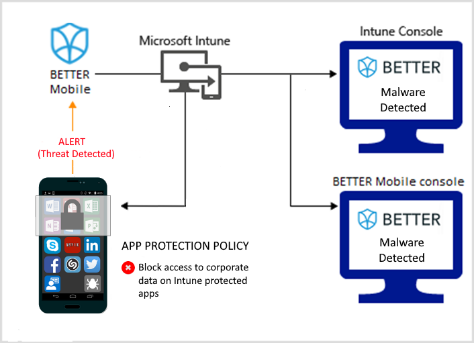 Microsoft Intune
Intune Console
BETTER
Mobile
BETTER
Malware
Detected
ALERT
(Threat Detected)
BETTER Mobile console
BETTER
Malware
Detected
APP PROTECTION POLICY
Block access to corporate
data on Intune protected
apps
BETTER